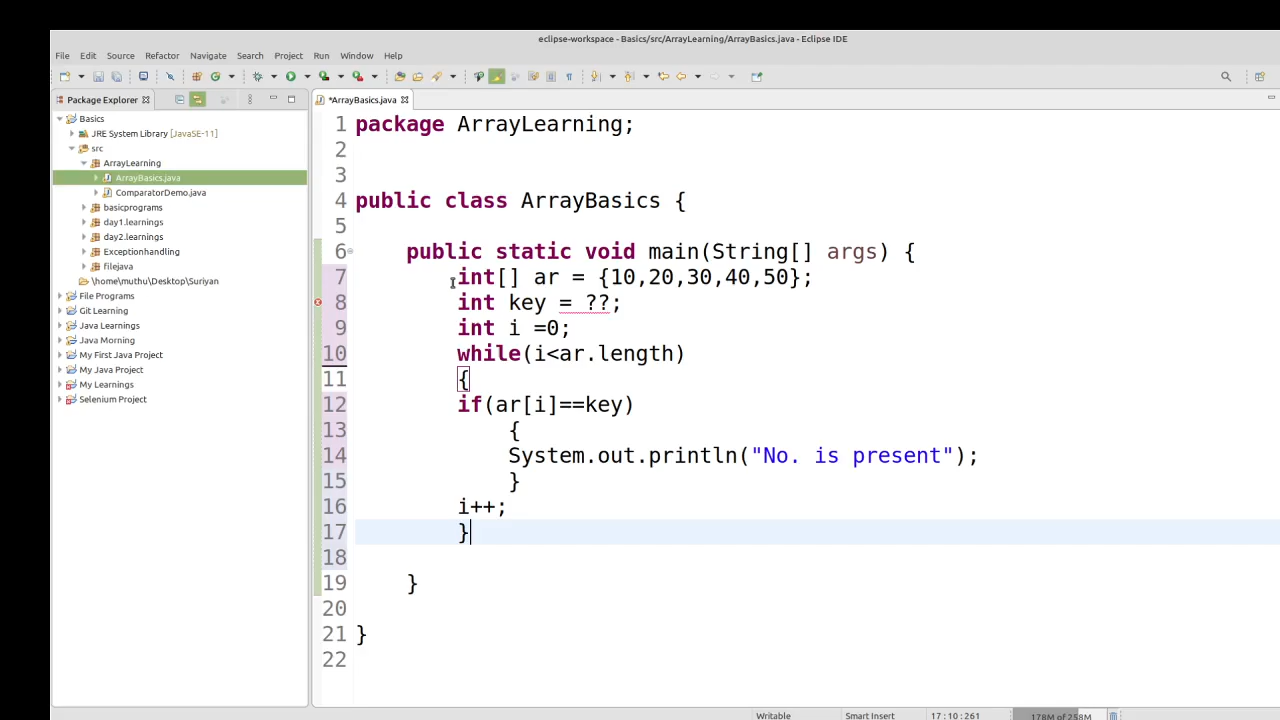 eclipse-workspace - Basics/src/ArrayLearning/ArrayBasics.java - Eclipse IDE
File Edit Source Refactor Navigate Search Project Run Window Help
Package Explorer
*ArrayBasics.java
Basics
JRE System Library [JavaSE-11]
src
ArrayLearning
ArrayBasics.java
ComparatorDemo.java
basicprograms
day1.learnings
day2.learnings
Exceptionhandling
filejava
\home\muthu\Desktop\Suriyan
File Programs
Git Learning
Java Learnings
Java Morning
My First Java Project
My Java Project
My Learnings
Selenium Project
1 package ArrayLearning;
2
3
4 public class ArrayBasics {
5
6 public static void main(String[] args) {
7 int[] ar = {10,20,30,40,50};
8 int key = ??;
9 int i =0;
10 while(i<ar.length)
11 {
12 if(ar[i]==key)
13 {
14 System.out.println("No. is present");
15 }
16 i++;
17 }
18
19 }
20
21 }
22
Writable Smart Insert 17 : 10 : 261 178M of 258M